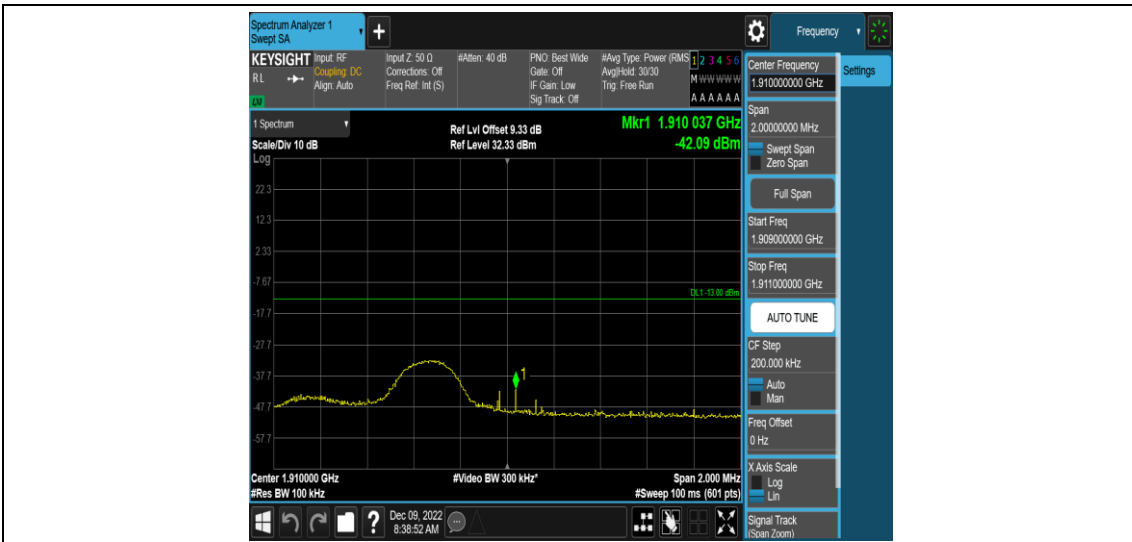 Spectrum Analyzer 1
Swept SA
+
Frequency
KEYSIGHT
RL
LXI
Input: RF
Coupling: DC
Align: Auto
Input Z: 50 Ω
Corrections: Off
Freq Ref: Int (S)
#Atten: 40 dB
PNO: Best Wide
Gate: Off
IF Gain: Low
Sig Track: Off
#Avg Type: Power (RMS
Avg|Hold: 30/30
Trig: Free Run
1 2 3 4 5 6
M W W W W W
A A A A A A
Center Frequency
1.910000000 GHz
Settings
Span
2.00000000 MHz
Swept Span
Zero Span
Full Span
Start Freq
1.909000000 GHz
Stop Freq
1.911000000 GHz
AUTO TUNE
CF Step
200.000 kHz
Auto
Man
Freq Offset
0 Hz
X Axis Scale
Log
Lin
Signal Track
(Span Zoom)
1 Spectrum
Scale/Div 10 dB
Log
Ref Lvl Offset 9.33 dB
Ref Level 32.33 dBm
Mkr1 1.910 037 GHz
-42.09 dBm
22.3
12.3
2.33
-7.67
DL1 -13.00 dBm
-17.7
-27.7
-37.7
1
-47.7
-57.7
Center 1.910000 GHz
#Video BW 300 kHz*
Span 2.000 MHz
#Res BW 100 kHz
#Sweep 100 ms (601 pts)
?
Dec 09, 2022
8:38:52 AM